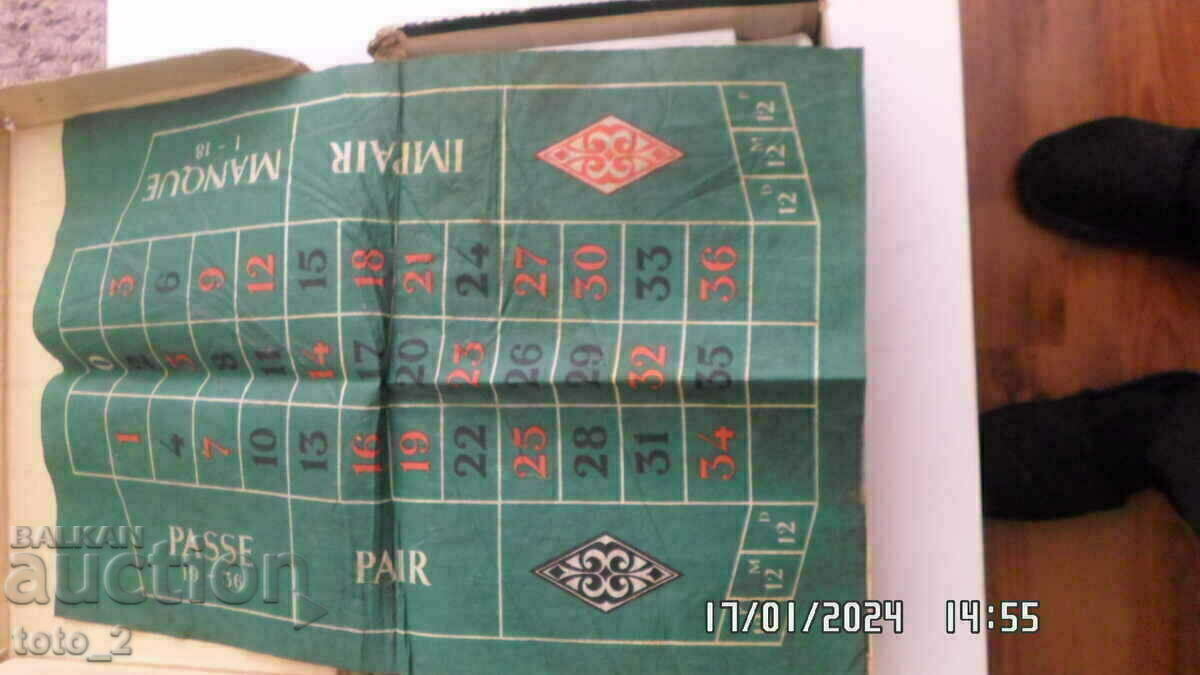 MANQUE
1 - 18
IMPAIR
P 12
M 12
D 12
0
3 6 9 12 15 18 21 24 27 30 33 36
2 5 8 11 14 17 20 23 26 29 32 35
1 4 7 10 13 16 19 22 25 28 31 34
PASSE
19 - 36
PAIR
12 D
12 M
12
BALKAN
auction
toto_2
17/01/2024 14:55